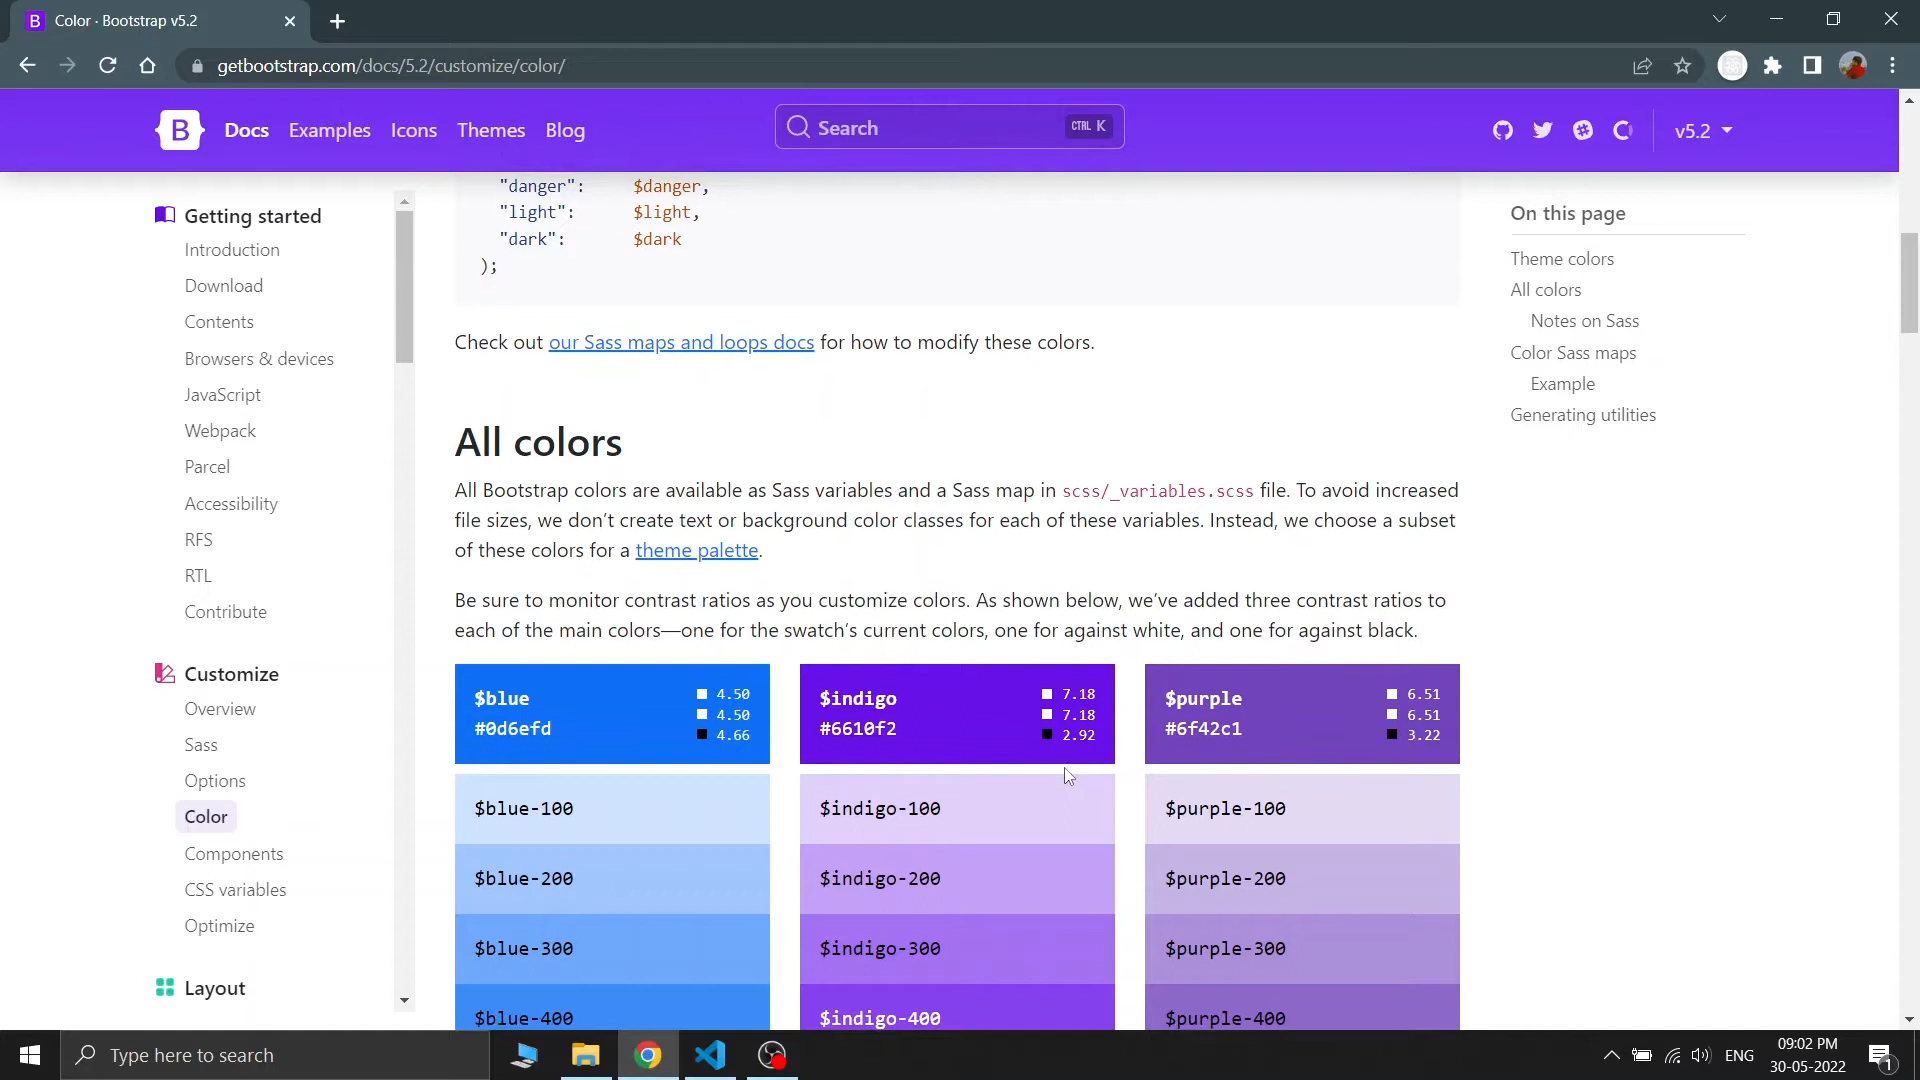 Color · Bootstrap v5.2
getbootstrap.com/docs/5.2/customize/color/
B Docs Examples Icons Themes Blog
Search CTRL K
v5.2
Getting started
Introduction
Download
Contents
Browsers & devices
JavaScript
Webpack
Parcel
Accessibility
RFS
RTL
Contribute
Customize
Overview
Sass
Options
Color
Components
CSS variables
Optimize
Layout
"danger": $danger,
"light": $light,
"dark": $dark
);
Check out our Sass maps and loops docs for how to modify these colors.
All colors
All Bootstrap colors are available as Sass variables and a Sass map in scss/_variables.scss file. To avoid increased
file sizes, we don’t create text or background color classes for each of these variables. Instead, we choose a subset
of these colors for a theme palette.
Be sure to monitor contrast ratios as you customize colors. As shown below, we’ve added three contrast ratios to
each of the main colors—one for the swatch’s current colors, one for against white, and one for against black.
$blue
#0d6efd
4.50
4.50
4.66
$blue-100
$blue-200
$blue-300
$blue-400
$indigo
#6610f2
7.18
7.18
2.92
$indigo-100
$indigo-200
$indigo-300
$indigo-400
$purple
#6f42c1
6.51
6.51
3.22
$purple-100
$purple-200
$purple-300
$purple-400
On this page
Theme colors
All colors
Notes on Sass
Color Sass maps
Example
Generating utilities
Type here to search
ENG
09:02 PM
30-05-2022
1